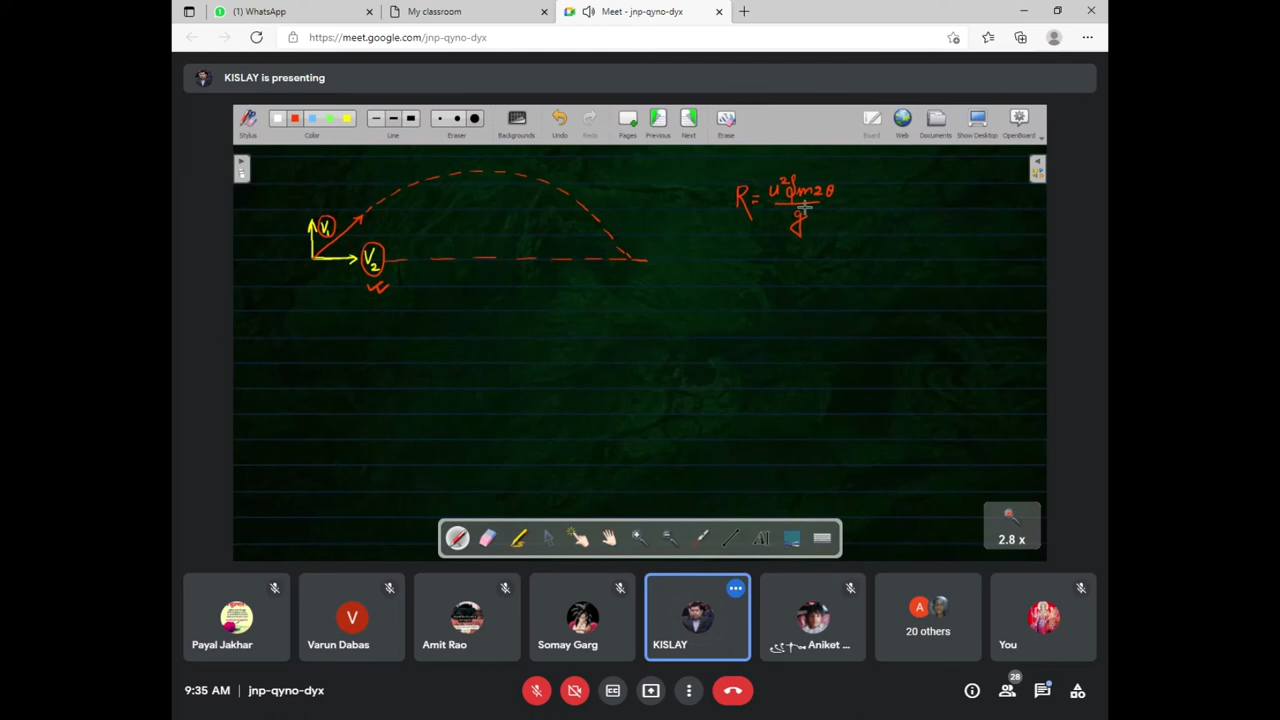 (1) WhatsApp
My classroom
Meet - jnp-qyno-dyx
https://meet.google.com/jnp-qyno-dyx
KISLAY is presenting
Stylus Color Line Eraser Backgrounds Undo Redo Pages Previous Next Erase Board Web Documents Show Desktop OpenBoard
V₁
V₂
R = u² sin2θ / g
2.8 x
Payal Jakhar
Varun Dabas
Amit Rao
Somay Garg
KISLAY
Aniket ...
A
20 others
V
You
9:35 AM
jnp-qyno-dyx
28